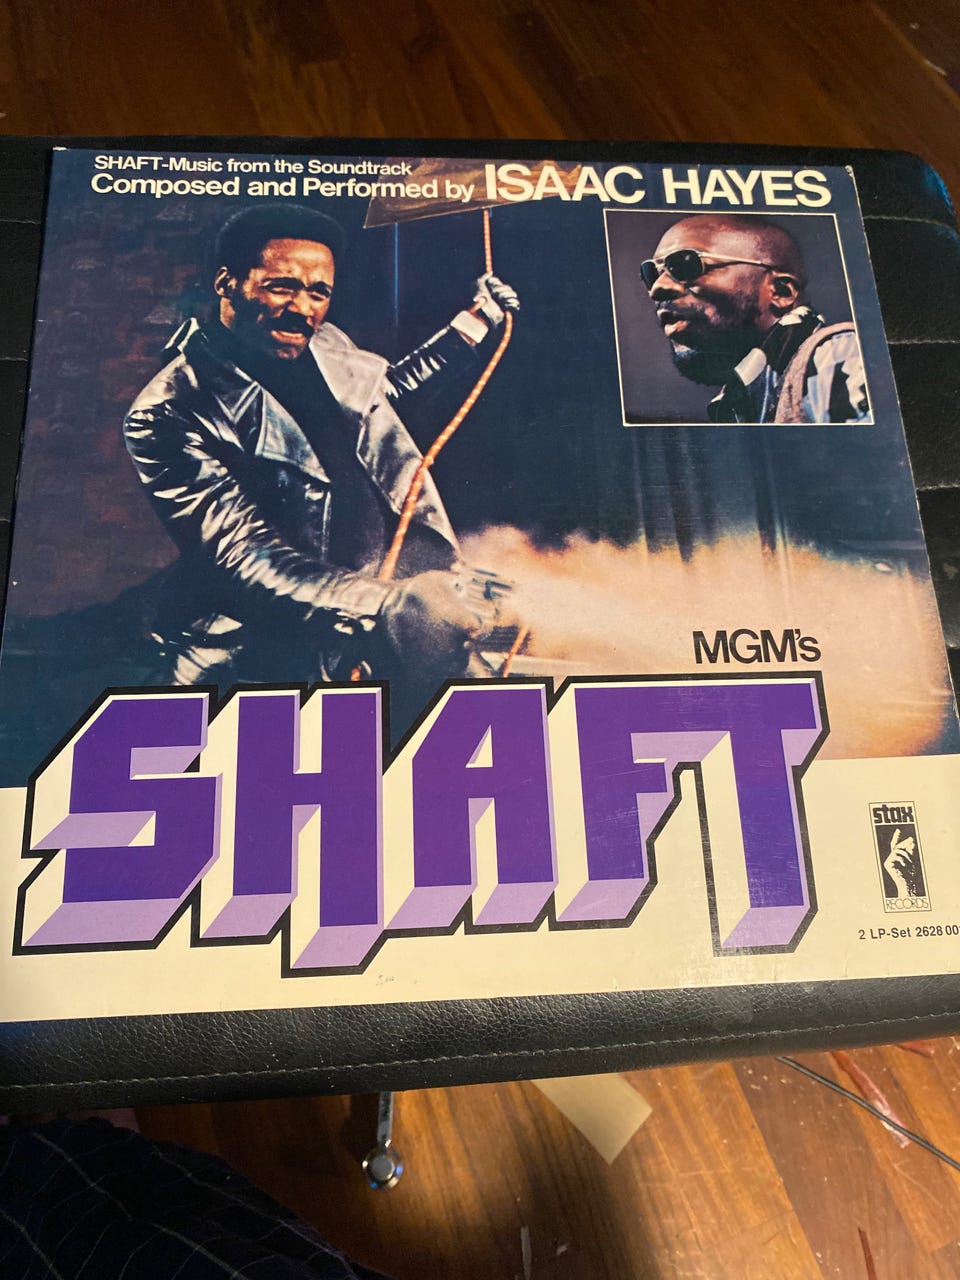 SHAFT-Music from the Soundtrack
Composed and Performed by ISAAC HAYES
MGM's
SHAFT
stax
RECORDS
2 LP-Set 2628